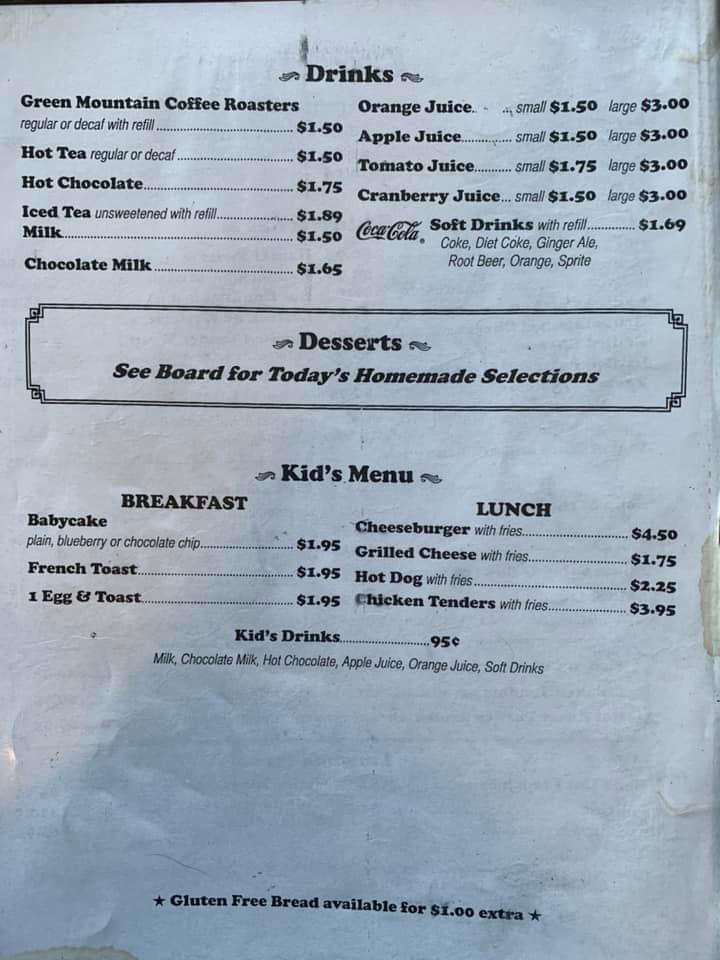 Drinks
Green Mountain Coffee Roasters
regular or decaf with refill ........ $1.50
Hot Tea regular or decaf ........ $1.50
Hot Chocolate ........ $1.75
Iced Tea unsweetened with refill ........ $1.89
Milk ........ $1.50
Chocolate Milk ........ $1.65
Orange Juice .. small $1.50 large $3.00
Apple Juice ........ small $1.50 large $3.00
Tomato Juice ........ small $1.75 large $3.00
Cranberry Juice... small $1.50 large $3.00
Coca-Cola Soft Drinks with refill ........ $1.69
Coke, Diet Coke, Ginger Ale,
Root Beer, Orange, Sprite
Desserts
See Board for Today's Homemade Selections
Kid's Menu
BREAKFAST
Babycake
plain, blueberry or chocolate chip ........ $1.95
French Toast ........ $1.95
1 Egg & Toast ........ $1.95
LUNCH
Cheeseburger with fries ........ $4.50
Grilled Cheese with fries ........ $1.75
Hot Dog with fries ........ $2.25
Chicken Tenders with fries ........ $3.95
Kid's Drinks ........ 95¢
Milk, Chocolate Milk, Hot Chocolate, Apple Juice, Orange Juice, Soft Drinks
★ Gluten Free Bread available for $1.00 extra ★